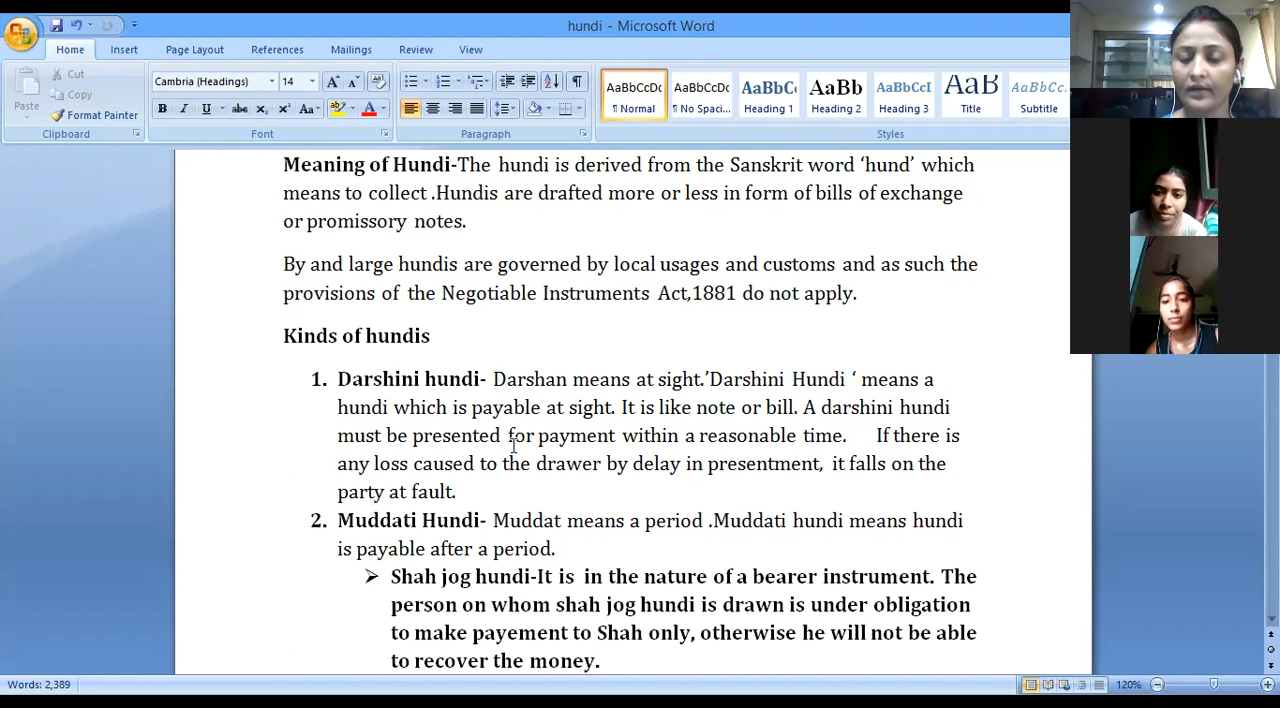 hundi - Microsoft Word
Home Insert Page Layout References Mailings Review View
Cut
Copy
Format Painter
Paste
Clipboard
Cambria (Headings) 14
Font
Paragraph
AaBbCcDc AaBbCcDc AaBbC AaBb AaBbCcI AaB AaBbCc
¶ Normal ¶ No Spaci... Heading 1 Heading 2 Heading 3 Title Subtitle
Styles
Meaning of Hundi-The hundi is derived from the Sanskrit word ‘hund’ which
means to collect .Hundis are drafted more or less in form of bills of exchange
or promissory notes.
By and large hundis are governed by local usages and customs and as such the
provisions of the Negotiable Instruments Act,1881 do not apply.
Kinds of hundis
1. Darshini hundi- Darshan means at sight.’Darshini Hundi ‘ means a
hundi which is payable at sight. It is like note or bill. A darshini hundi
must be presented for payment within a reasonable time. If there is
any loss caused to the drawer by delay in presentment, it falls on the
party at fault.
2. Muddati Hundi- Muddat means a period .Muddati hundi means hundi
is payable after a period.
➢ Shah jog hundi-It is in the nature of a bearer instrument. The
person on whom shah jog hundi is drawn is under obligation
to make payement to Shah only, otherwise he will not be able
to recover the money.
Words: 2,389
120%